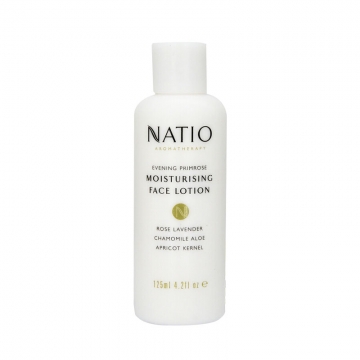 NATIO
AROMATHERAPY
EVENING PRIMROSE
MOISTURISING
FACE LOTION
N
ROSE LAVENDER
CHAMOMILE ALOE
APRICOT KERNEL
125ml 4.2fl oz ℮